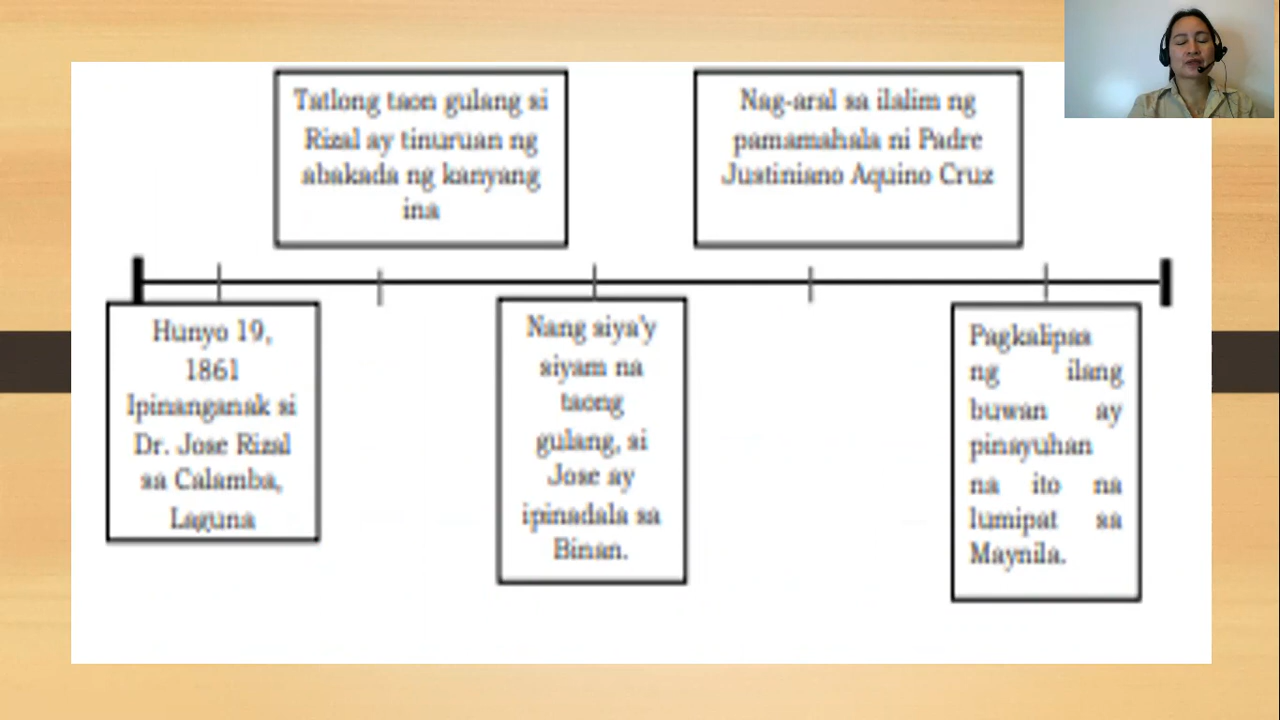 Tatlong taon gulang si
Rizal ay tinuruan ng
abakada ng kanyang
ina
Nag-aral sa ilalim ng
pamamahala ni Padre
Justiniano Aquino Cruz
Hunyo 19,
1861
Ipinanganak si
Dr. Jose Rizal
sa Calamba,
Laguna
Nang siya'y
siyam na
taong
gulang, si
Jose ay
ipinadala sa
Binan.
Pagkalipas
ng ilang
buwan ay
pinayuhan
na ito na
lumipat sa
Maynila.